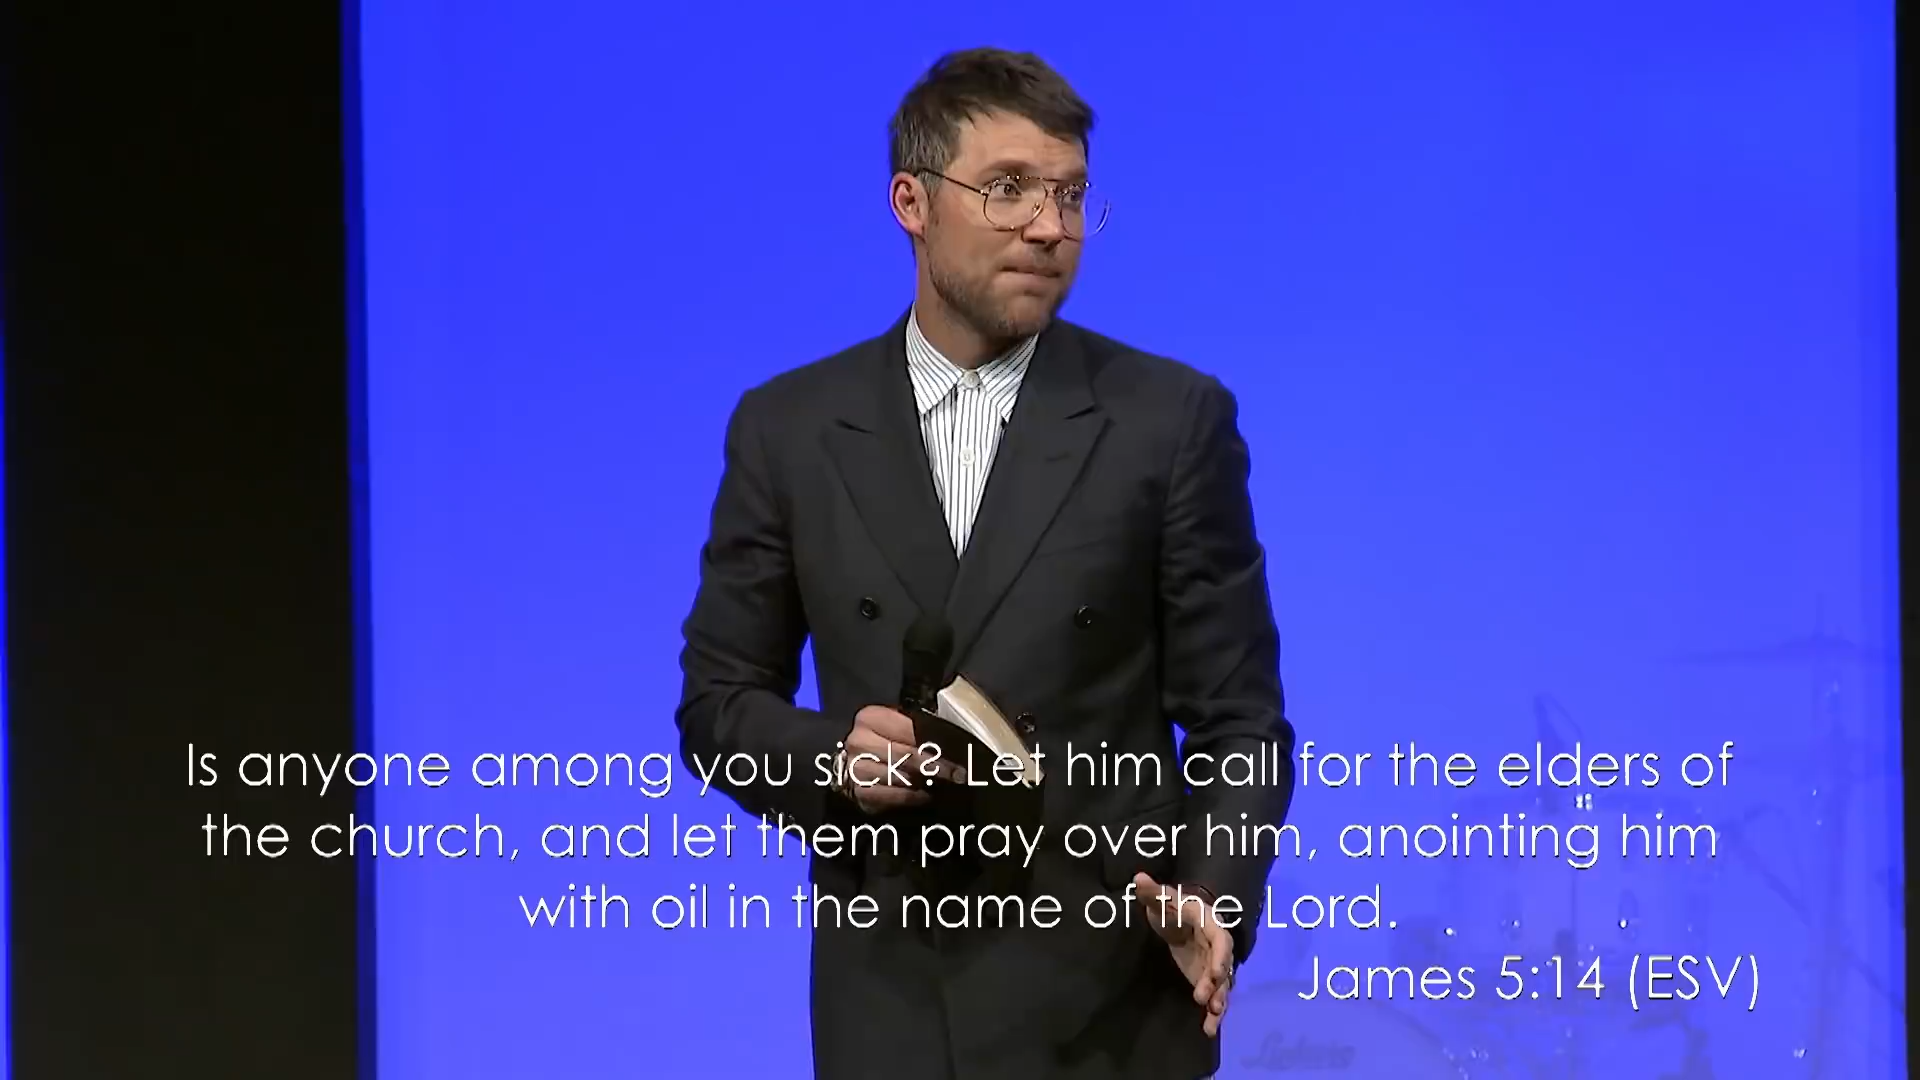 Is anyone among you sick? Let him call for the elders of
the church, and let them pray over him, anointing him
with oil in the name of the Lord.
James 5:14 (ESV)
Ludwig